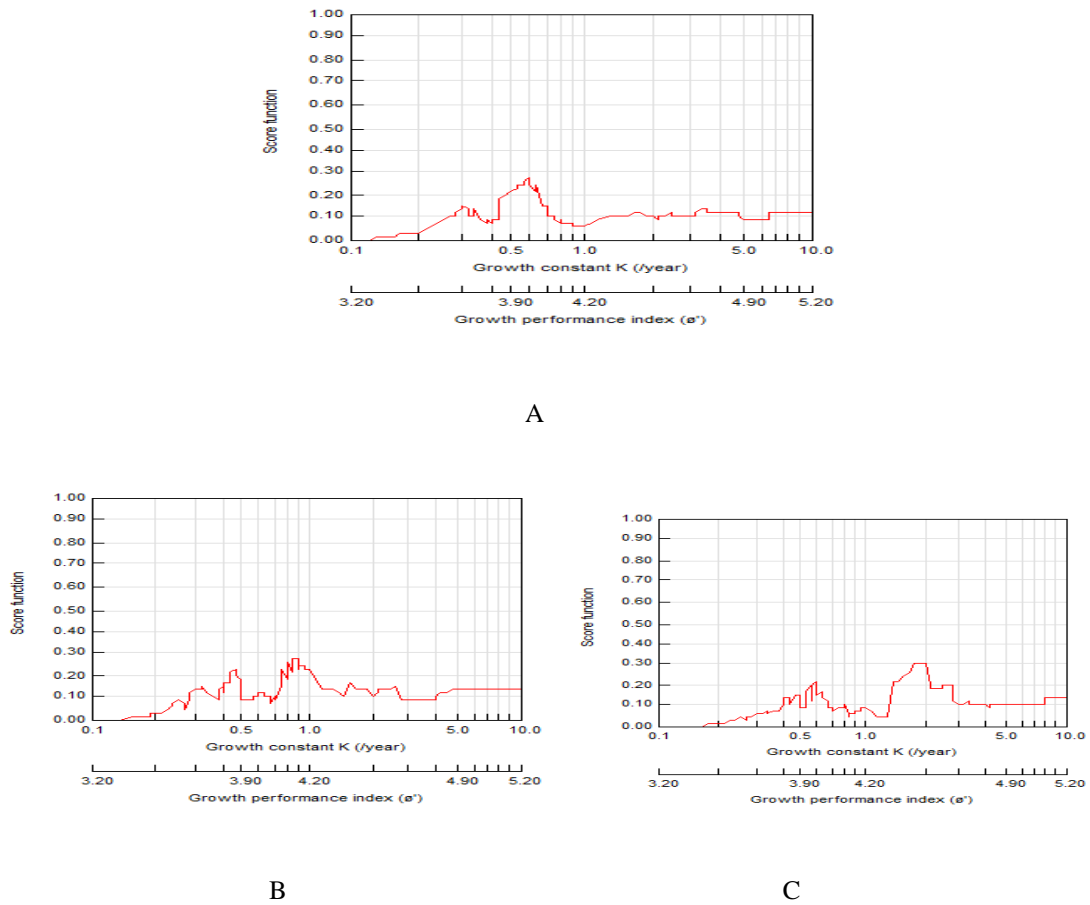 1.00
0.90
0.80
0.70
0.60
0.50
0.40
0.30
0.20
0.10
0.00
Score function
0.1 0.5 1.0 5.0 10.0
Growth constant K (/year)
3.20 3.90 4.20 4.90 5.20
Growth performance index (ø')
A
1.00
0.90
0.80
0.70
0.60
0.50
0.40
0.30
0.20
0.10
0.00
Score function
0.1 0.5 1.0 5.0 10.0
Growth constant K (/year)
3.20 3.90 4.20 4.90 5.20
Growth performance index (ø')
B
1.00
0.90
0.80
0.70
0.60
0.50
0.40
0.30
0.20
0.10
0.00
Score function
0.1 0.5 1.0 5.0 10.0
Growth constant K (/year)
3.20 3.90 4.20 4.90 5.20
Growth performance index (ø')
C